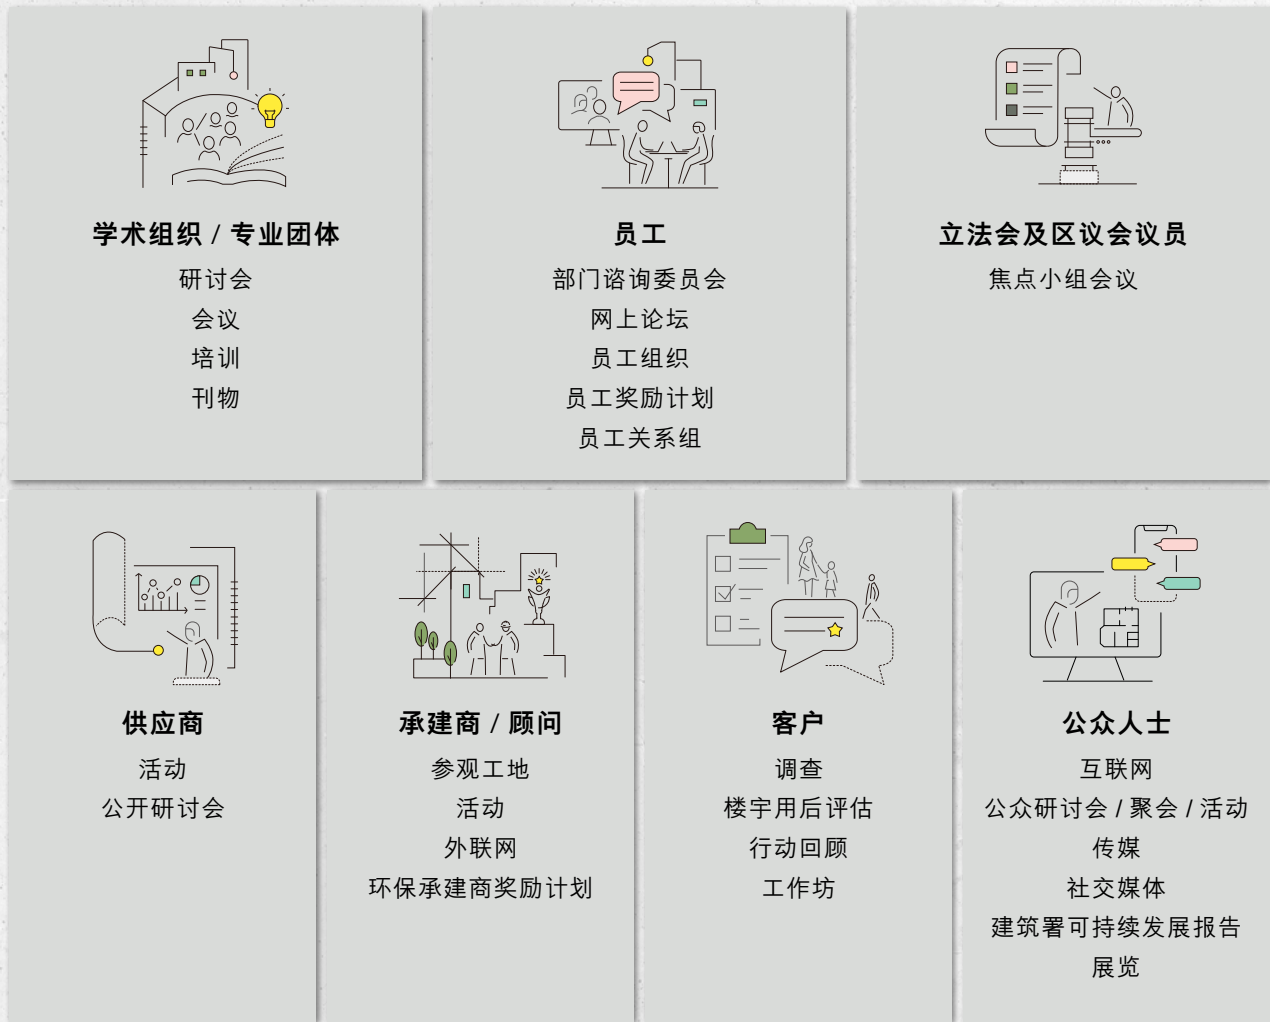 学术组织 / 专业团体
研讨会
会议
培训
刊物
员工
部门谘询委员会
网上论坛
员工组织
员工奖励计划
员工关系组
立法会及区议会议员
焦点小组会议
供应商
活动
公开研讨会
承建商 / 顾问
参观工地
活动
外联网
环保承建商奖励计划
客户
调查
楼宇用后评估
行动回顾
工作坊
公众人士
互联网
公众研讨会 / 聚会 / 活动
传媒
社交媒体
建筑署可持续发展报告
展览